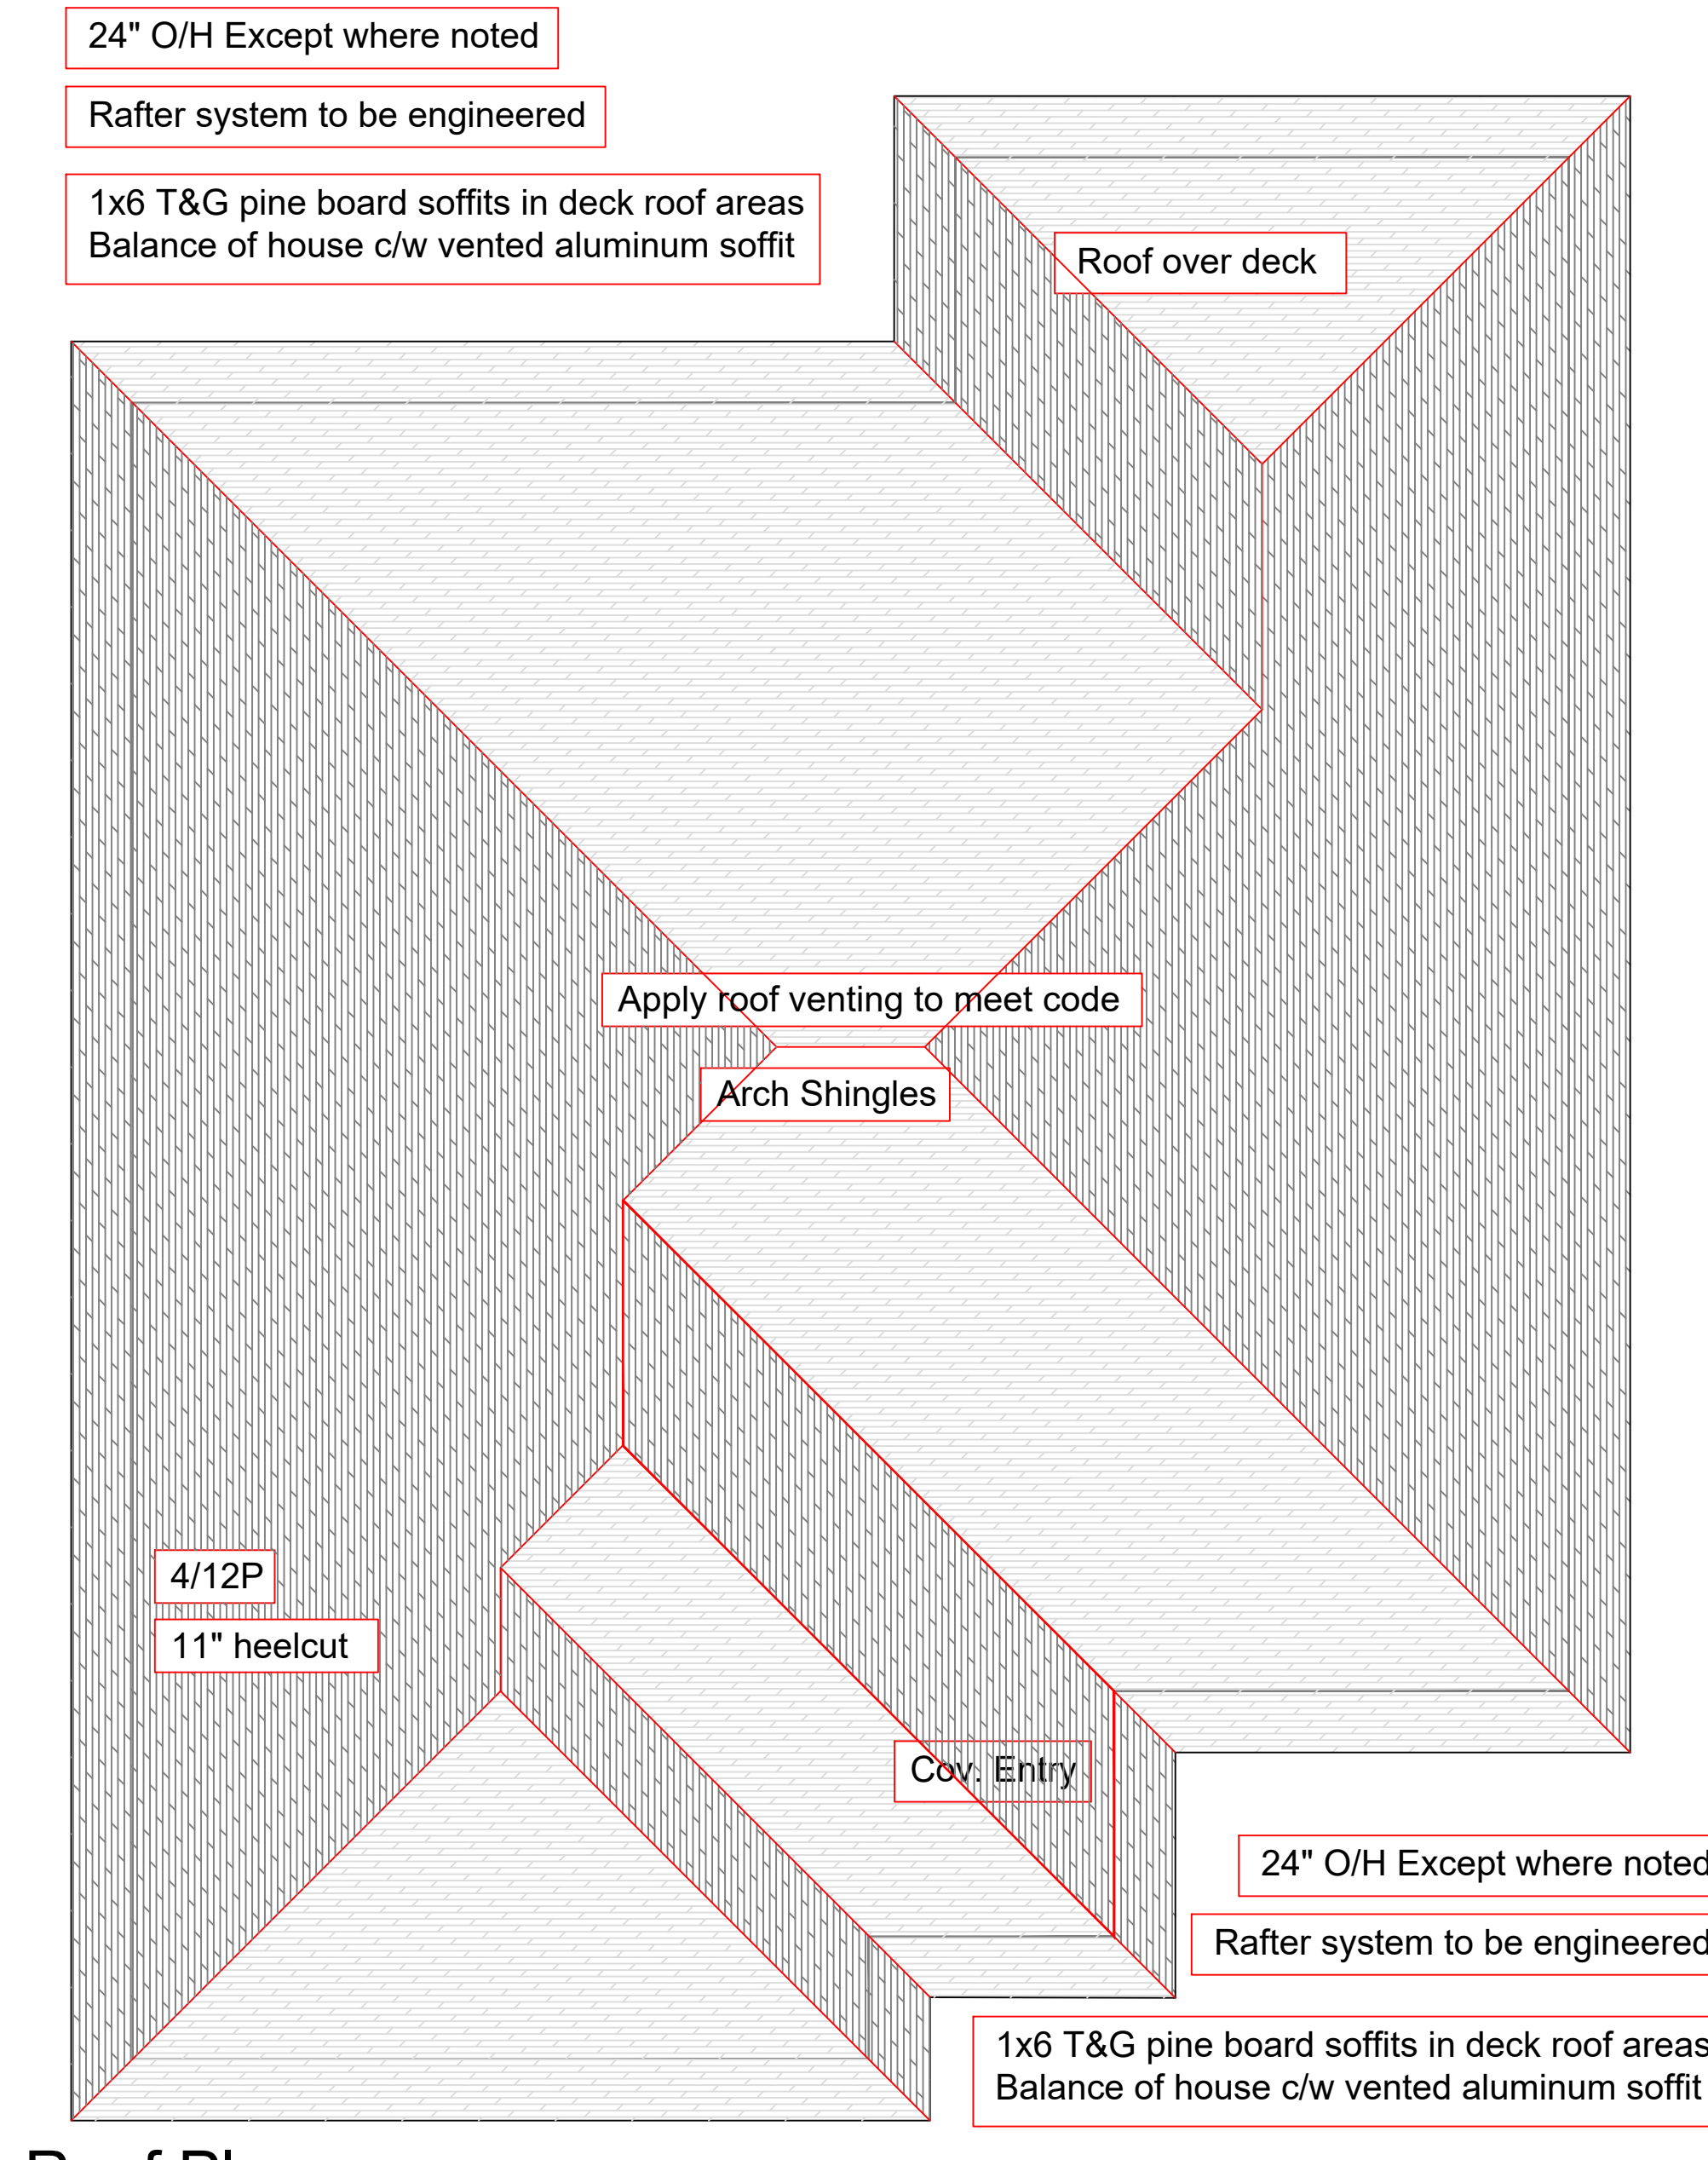 24" O/H Except where noted
Rafter system to be engineered
1x6 T&G pine board soffits in deck roof areas
Balance of house c/w vented aluminum soffit
Roof over deck
Apply roof venting to meet code
Arch Shingles
4/12P
11" heelcut
Cov. Entry
24" O/H Except where noted
Rafter system to be engineered
1x6 T&G pine board soffits in deck roof areas
Balance of house c/w vented aluminum soffit